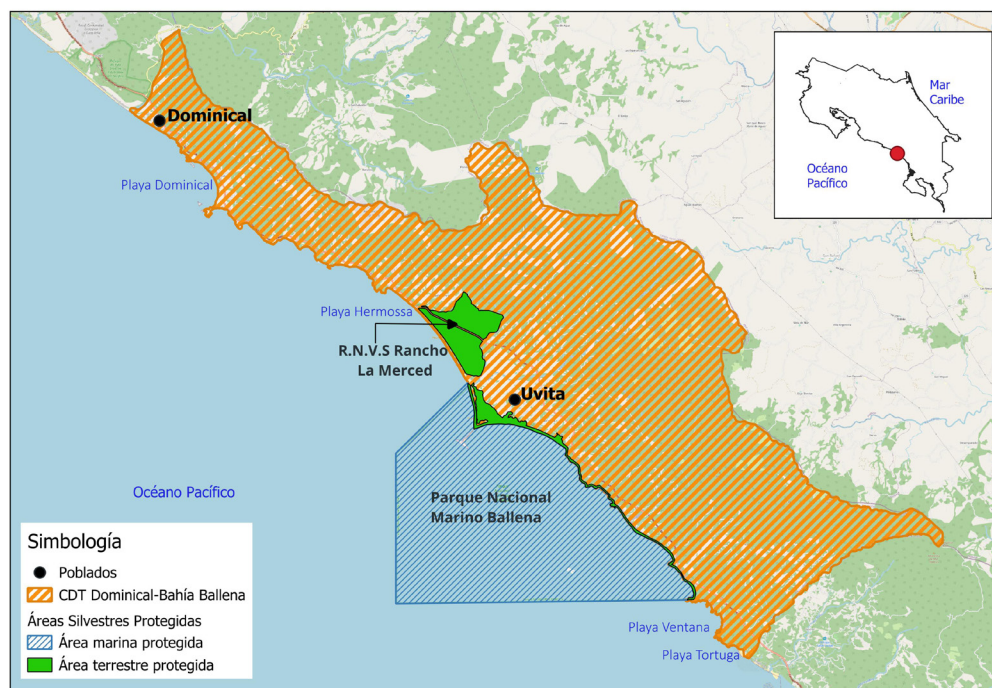 Dominical
Playa Dominical
Mar
Caribe
Océano
Pacífico
Playa Hermossa
R.N.V.S Rancho
La Merced
Uvita
Océano Pacífico
Parque Nacional
Marino Ballena
Playa Ventana
Playa Tortuga
Simbología
Poblados
CDT Dominical-Bahía Ballena
Áreas Silvestres Protegidas
Área marina protegida
Área terrestre protegida